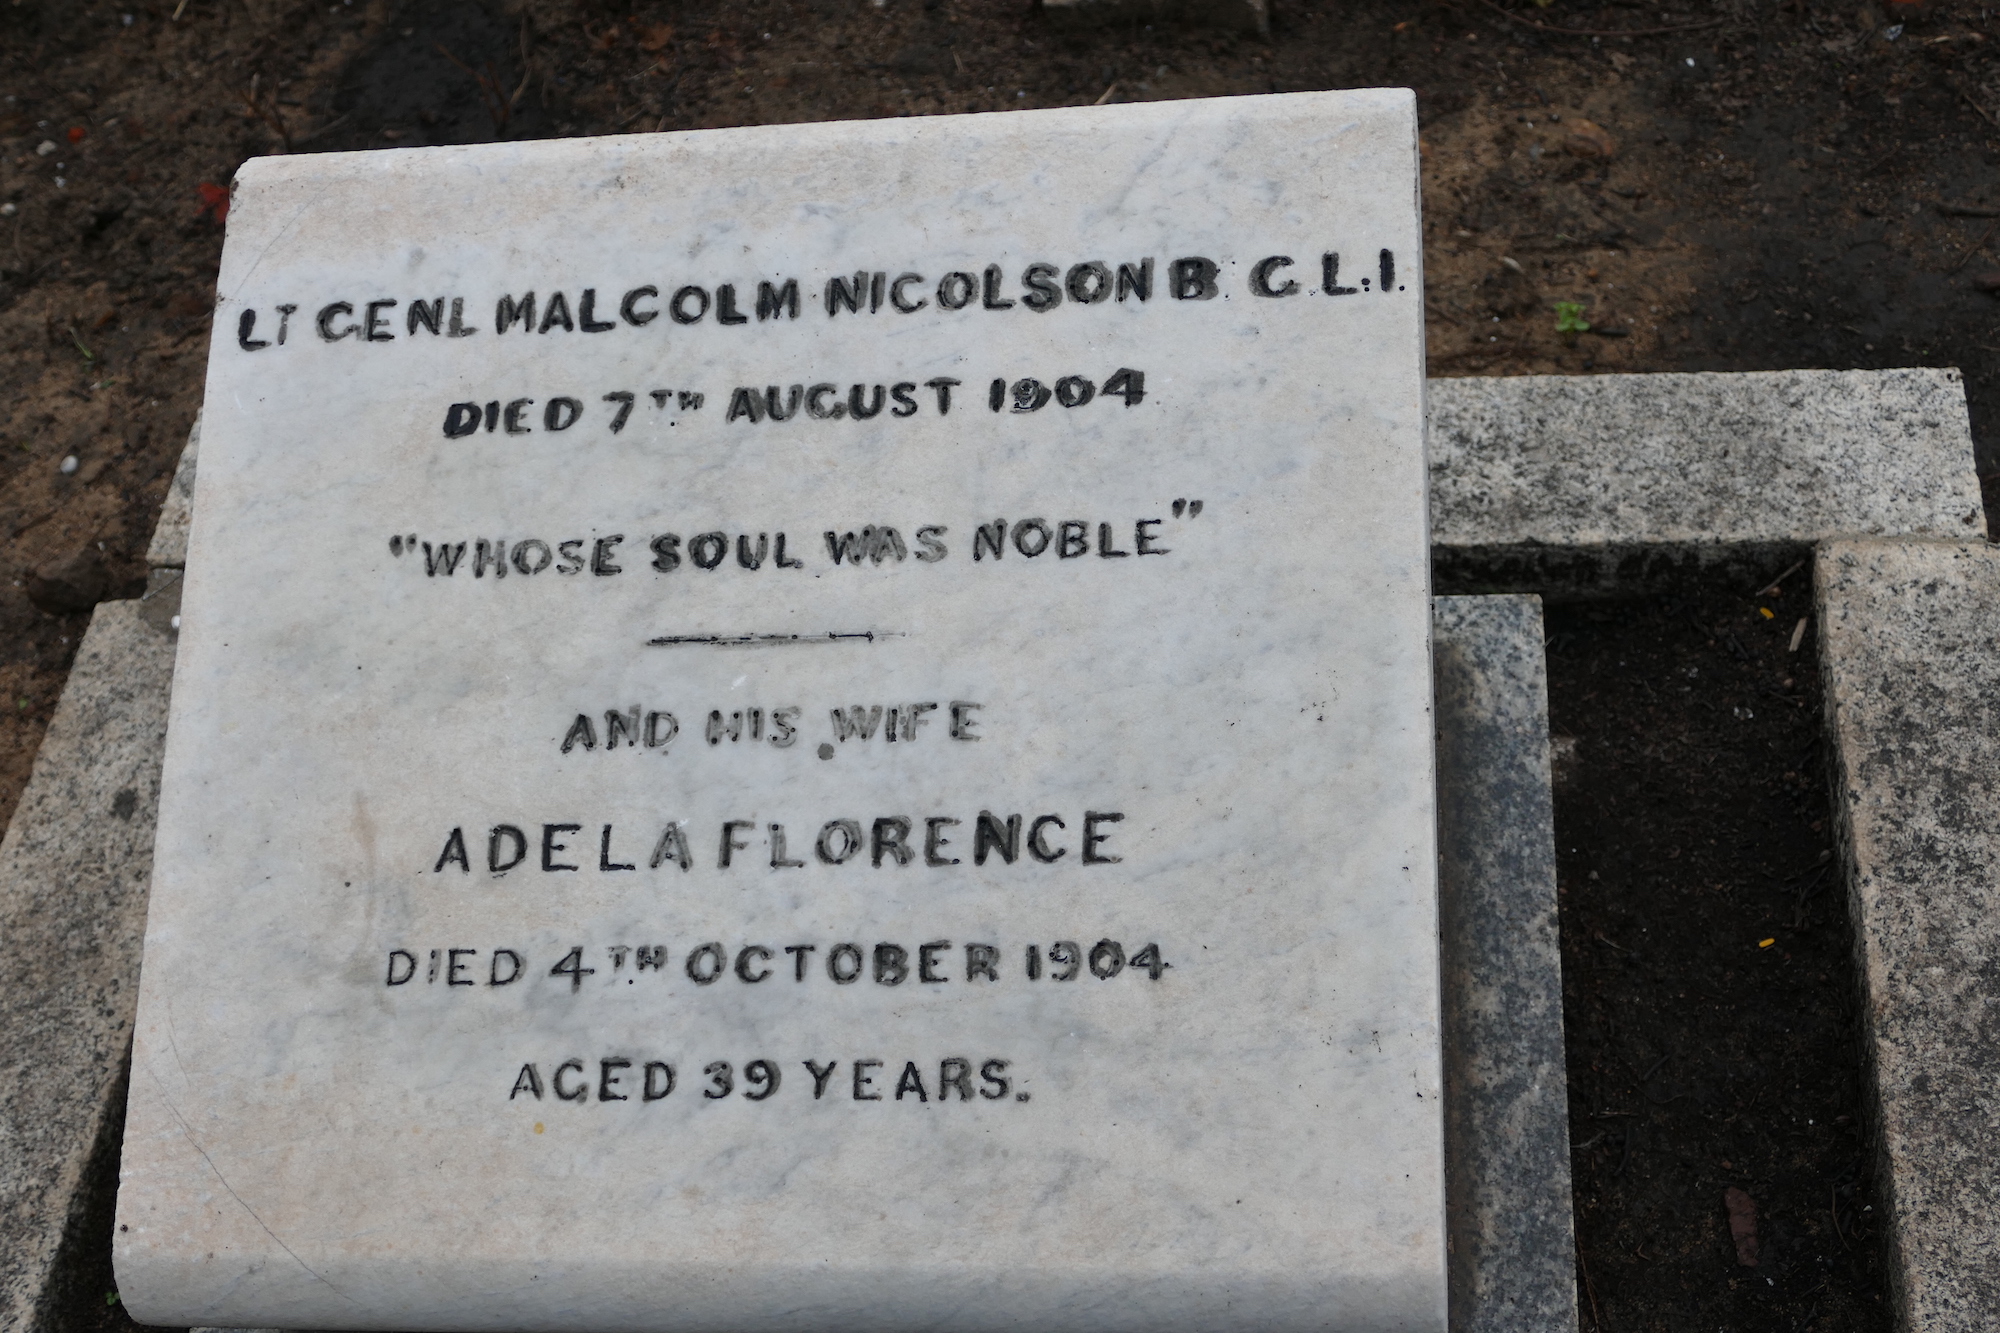 LT GENL MALCOLM NICOLSON B. C.L.I.
DIED 7TH AUGUST 1904
"WHOSE SOUL WAS NOBLE"
AND HIS WIFE
ADELA FLORENCE
DIED 4TH OCTOBER 1904
AGED 39 YEARS.